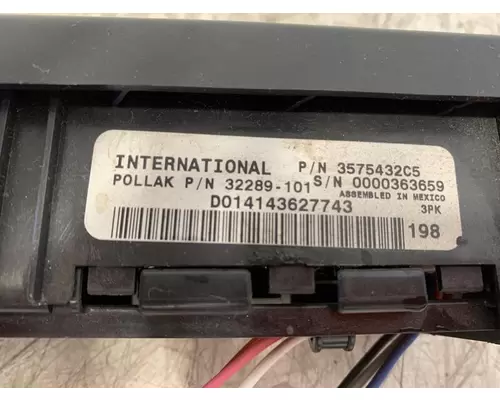 INTERNATIONAL P/N 3575432C5
POLLAK P/N 32289-101 S/N 0000363659
ASSEMBLED IN MEXICO
D014143627743 3PK
198